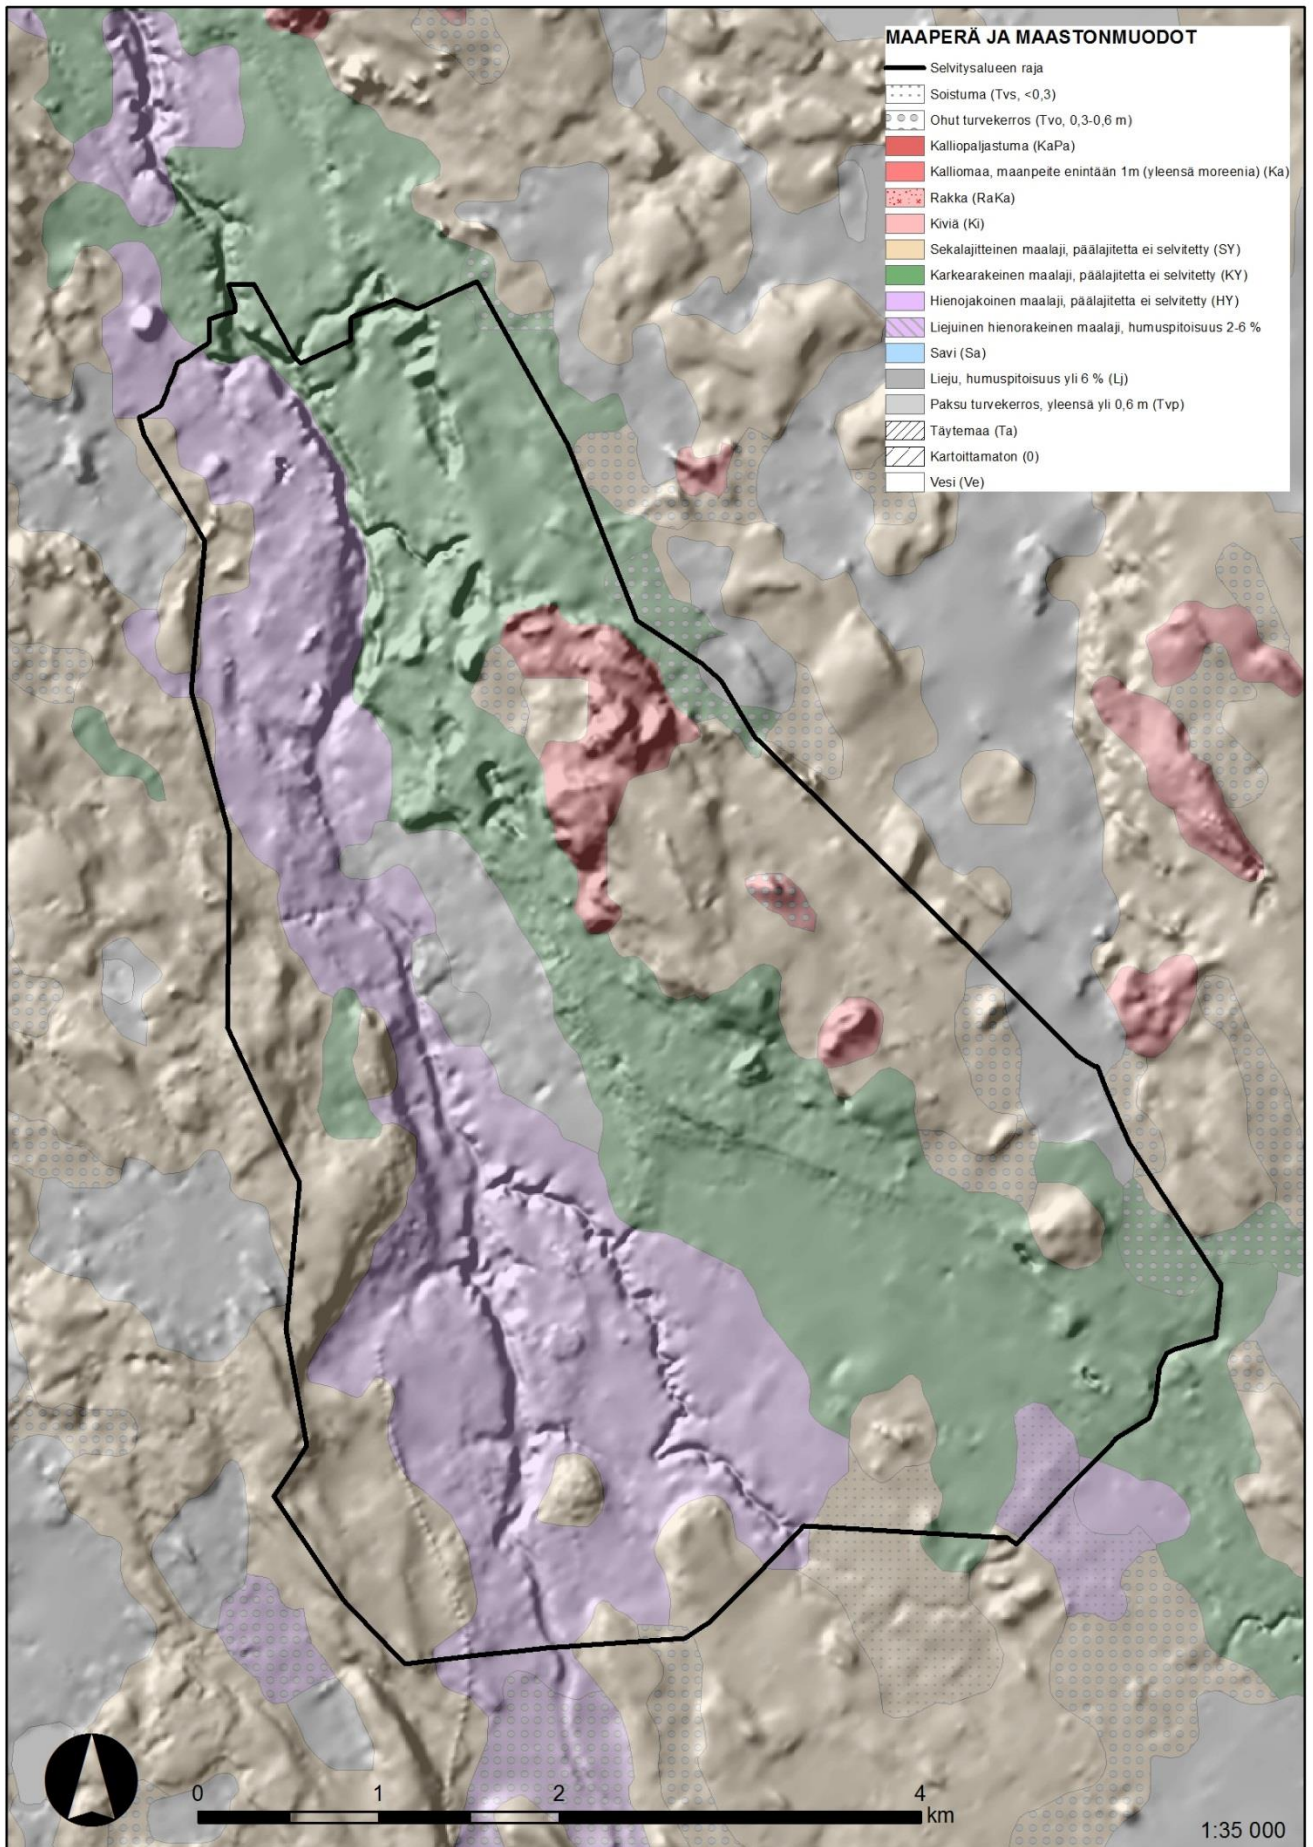 MAAPERÄ JA MAASTONMUODOT
Selvitysalueen raja
Soistuma (Tvs, <0,3)
Ohut turvekerros (Tvo, 0,3-0,6 m)
Kalliopaljastuma (KaPa)
Kalliomaa, maanpeite enintään 1m (yleensä moreenia) (Ka)
Rakka (RaKa)
Kiviä (Ki)
Sekalajitteinen maalaji, päälajitetta ei selvitetty (SY)
Karkearakeinen maalaji, päälajitetta ei selvitetty (KY)
Hienojakoinen maalaji, päälajitetta ei selvitetty (HY)
Liejuinen hienorakeinen maalaji, humuspitoisuus 2-6 %
Savi (Sa)
Lieju, humuspitoisuus yli 6 % (Lj)
Paksu turvekerros, yleensä yli 0,6 m (Tvp)
Täytemaa (Ta)
Kartoittamaton (0)
Vesi (Ve)
0 1 2 4
km
1:35 000